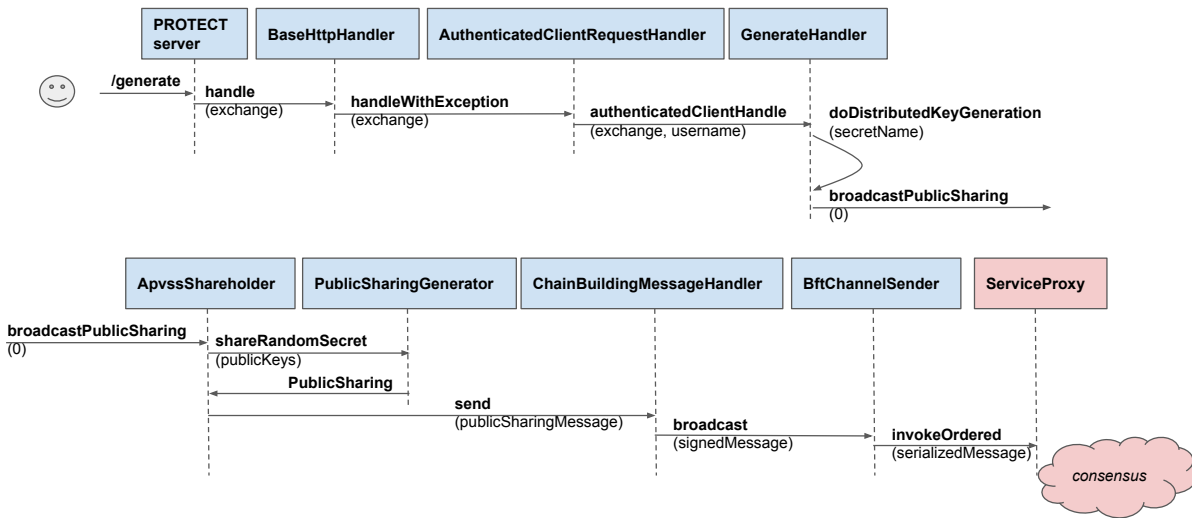 PROTECT
server
BaseHttpHandler
AuthenticatedClientRequestHandler
GenerateHandler
/generate
handle
(exchange)
handleWithException
(exchange)
authenticatedClientHandle
(exchange, username)
doDistributedKeyGeneration
(secretName)
broadcastPublicSharing
(0)
ApvssShareholder
PublicSharingGenerator
ChainBuildingMessageHandler
BftChannelSender
ServiceProxy
broadcastPublicSharing
(0)
shareRandomSecret
(publicKeys)
PublicSharing
send
(publicSharingMessage)
broadcast
(signedMessage)
invokeOrdered
(serializedMessage)
consensus